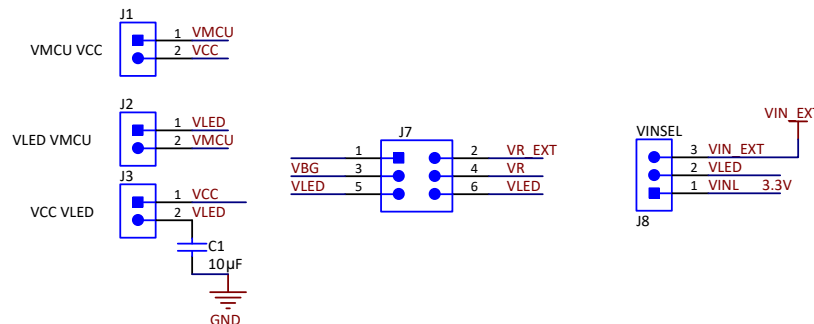 J1
VMCU VCC
1 VMCU
2 VCC
J2
VLED VMCU
1 VLED
2 VMCU
J3
VCC VLED
1 VCC
2 VLED
C1
10µF
GND
J7
1
2 VR_EXT
VBG 3
4 VR
VLED 5
6 VLED
VIN_EXT
VINSEL
3 VIN_EXT
2 VLED
1 VINL 3.3V
J8